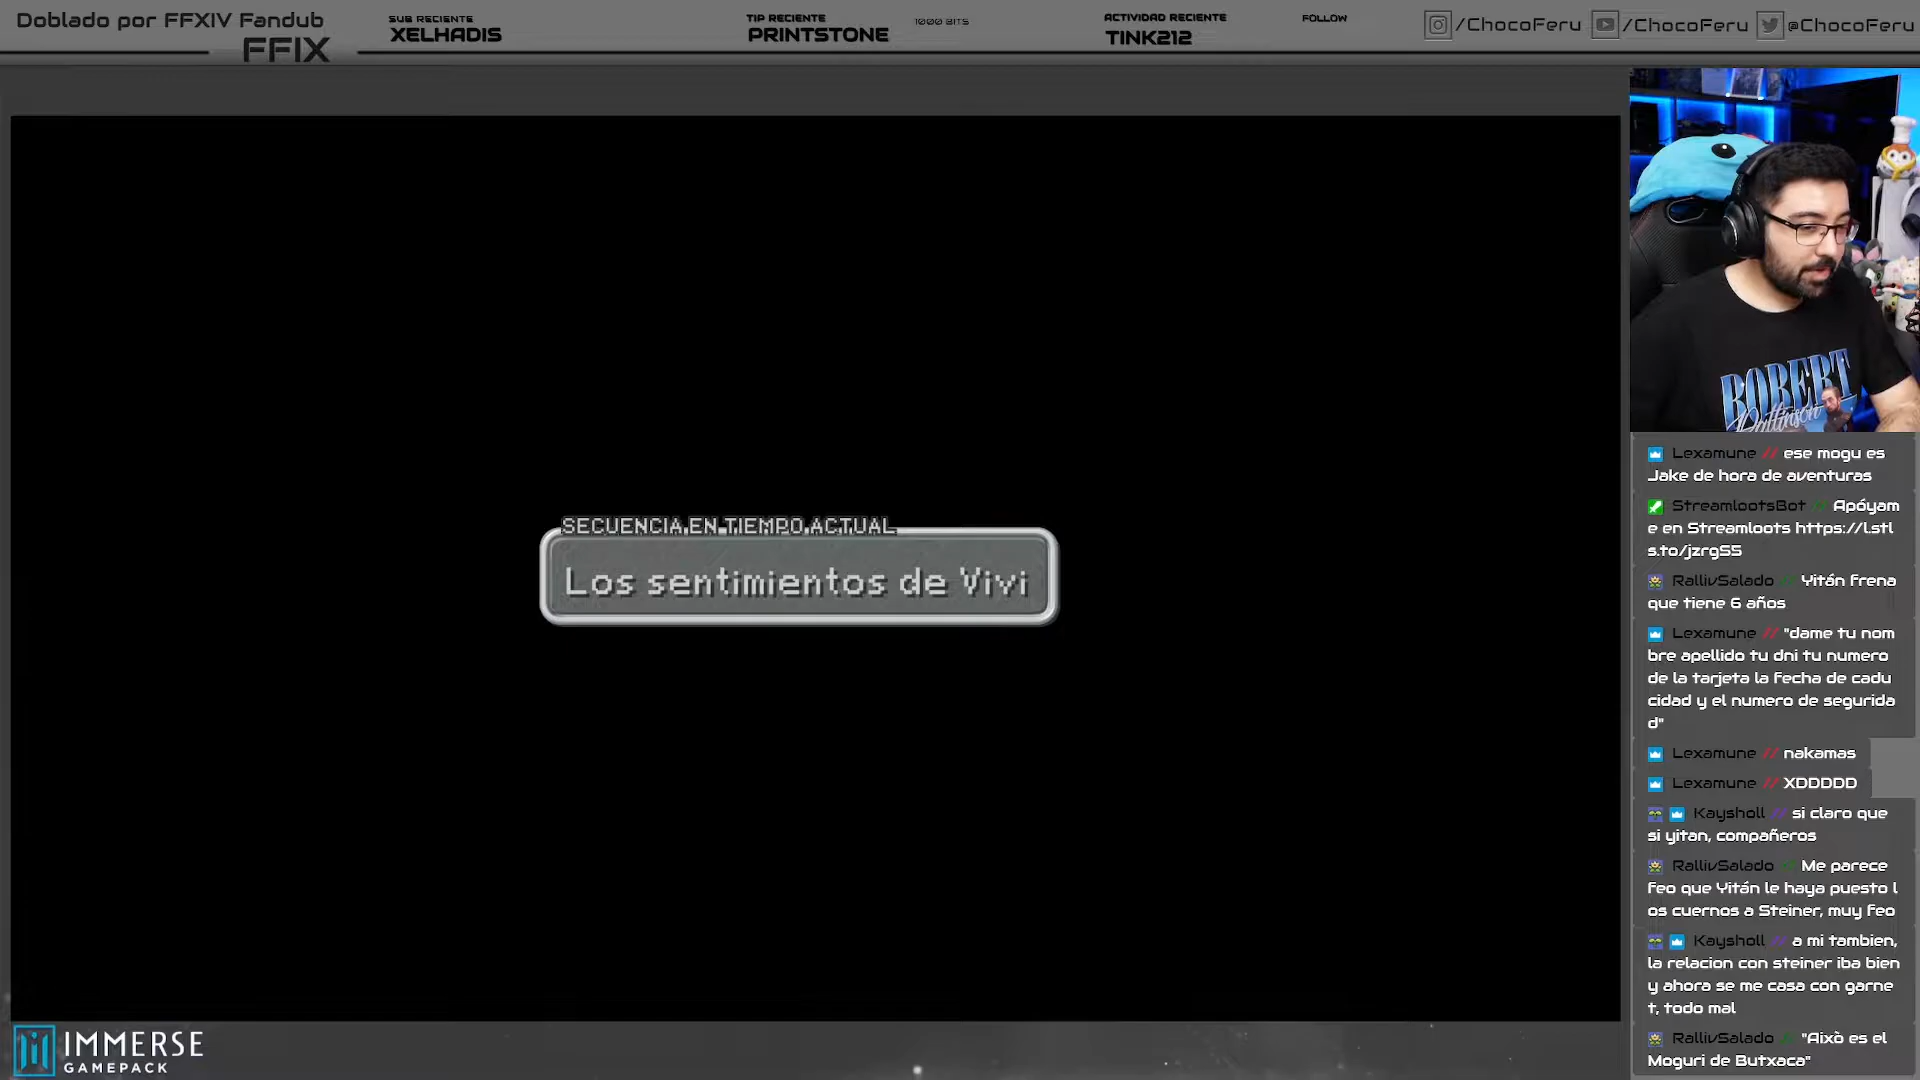 Doblado por FFXIV Fandub
FFIX
SUB RECIENTE
XELHADIS
TIP RECIENTE
PRINTSTONE
1000 BITS
ACTIVIDAD RECIENTE
TINK212
FOLLOW
/ChocoFeru
/ChocoFeru
@ChocoFeru
SECUENCIA EN TIEMPO ACTUAL
Los sentimientos de Vivi
ROBERT
Pattinson
Lexamune // ese mogu es
Jake de hora de aventuras
StreamlootsBot // Apóyam
e en Streamloots https://l.stl
s.to/jzrg55
RallivSalado // Yitán frena
que tiene 6 años
Lexamune // "dame tu nom
bre apellido tu dni tu numero
de la tarjeta la fecha de cadu
cidad y el numero de segurida
d"
Lexamune // nakamas
Lexamune // XDDDDD
Kaysholl // si claro que
si yitan, compañeros
RallivSalado // Me parece
feo que Yitán le haya puesto l
os cuernos a Steiner, muy feo
Kaysholl // a mi tambien,
la relacion con steiner iba bien
y ahora se me casa con garne
t, todo mal
RallivSalado // "Això es el
Moguri de Butxaca"
IMMERSE
GAMEPACK